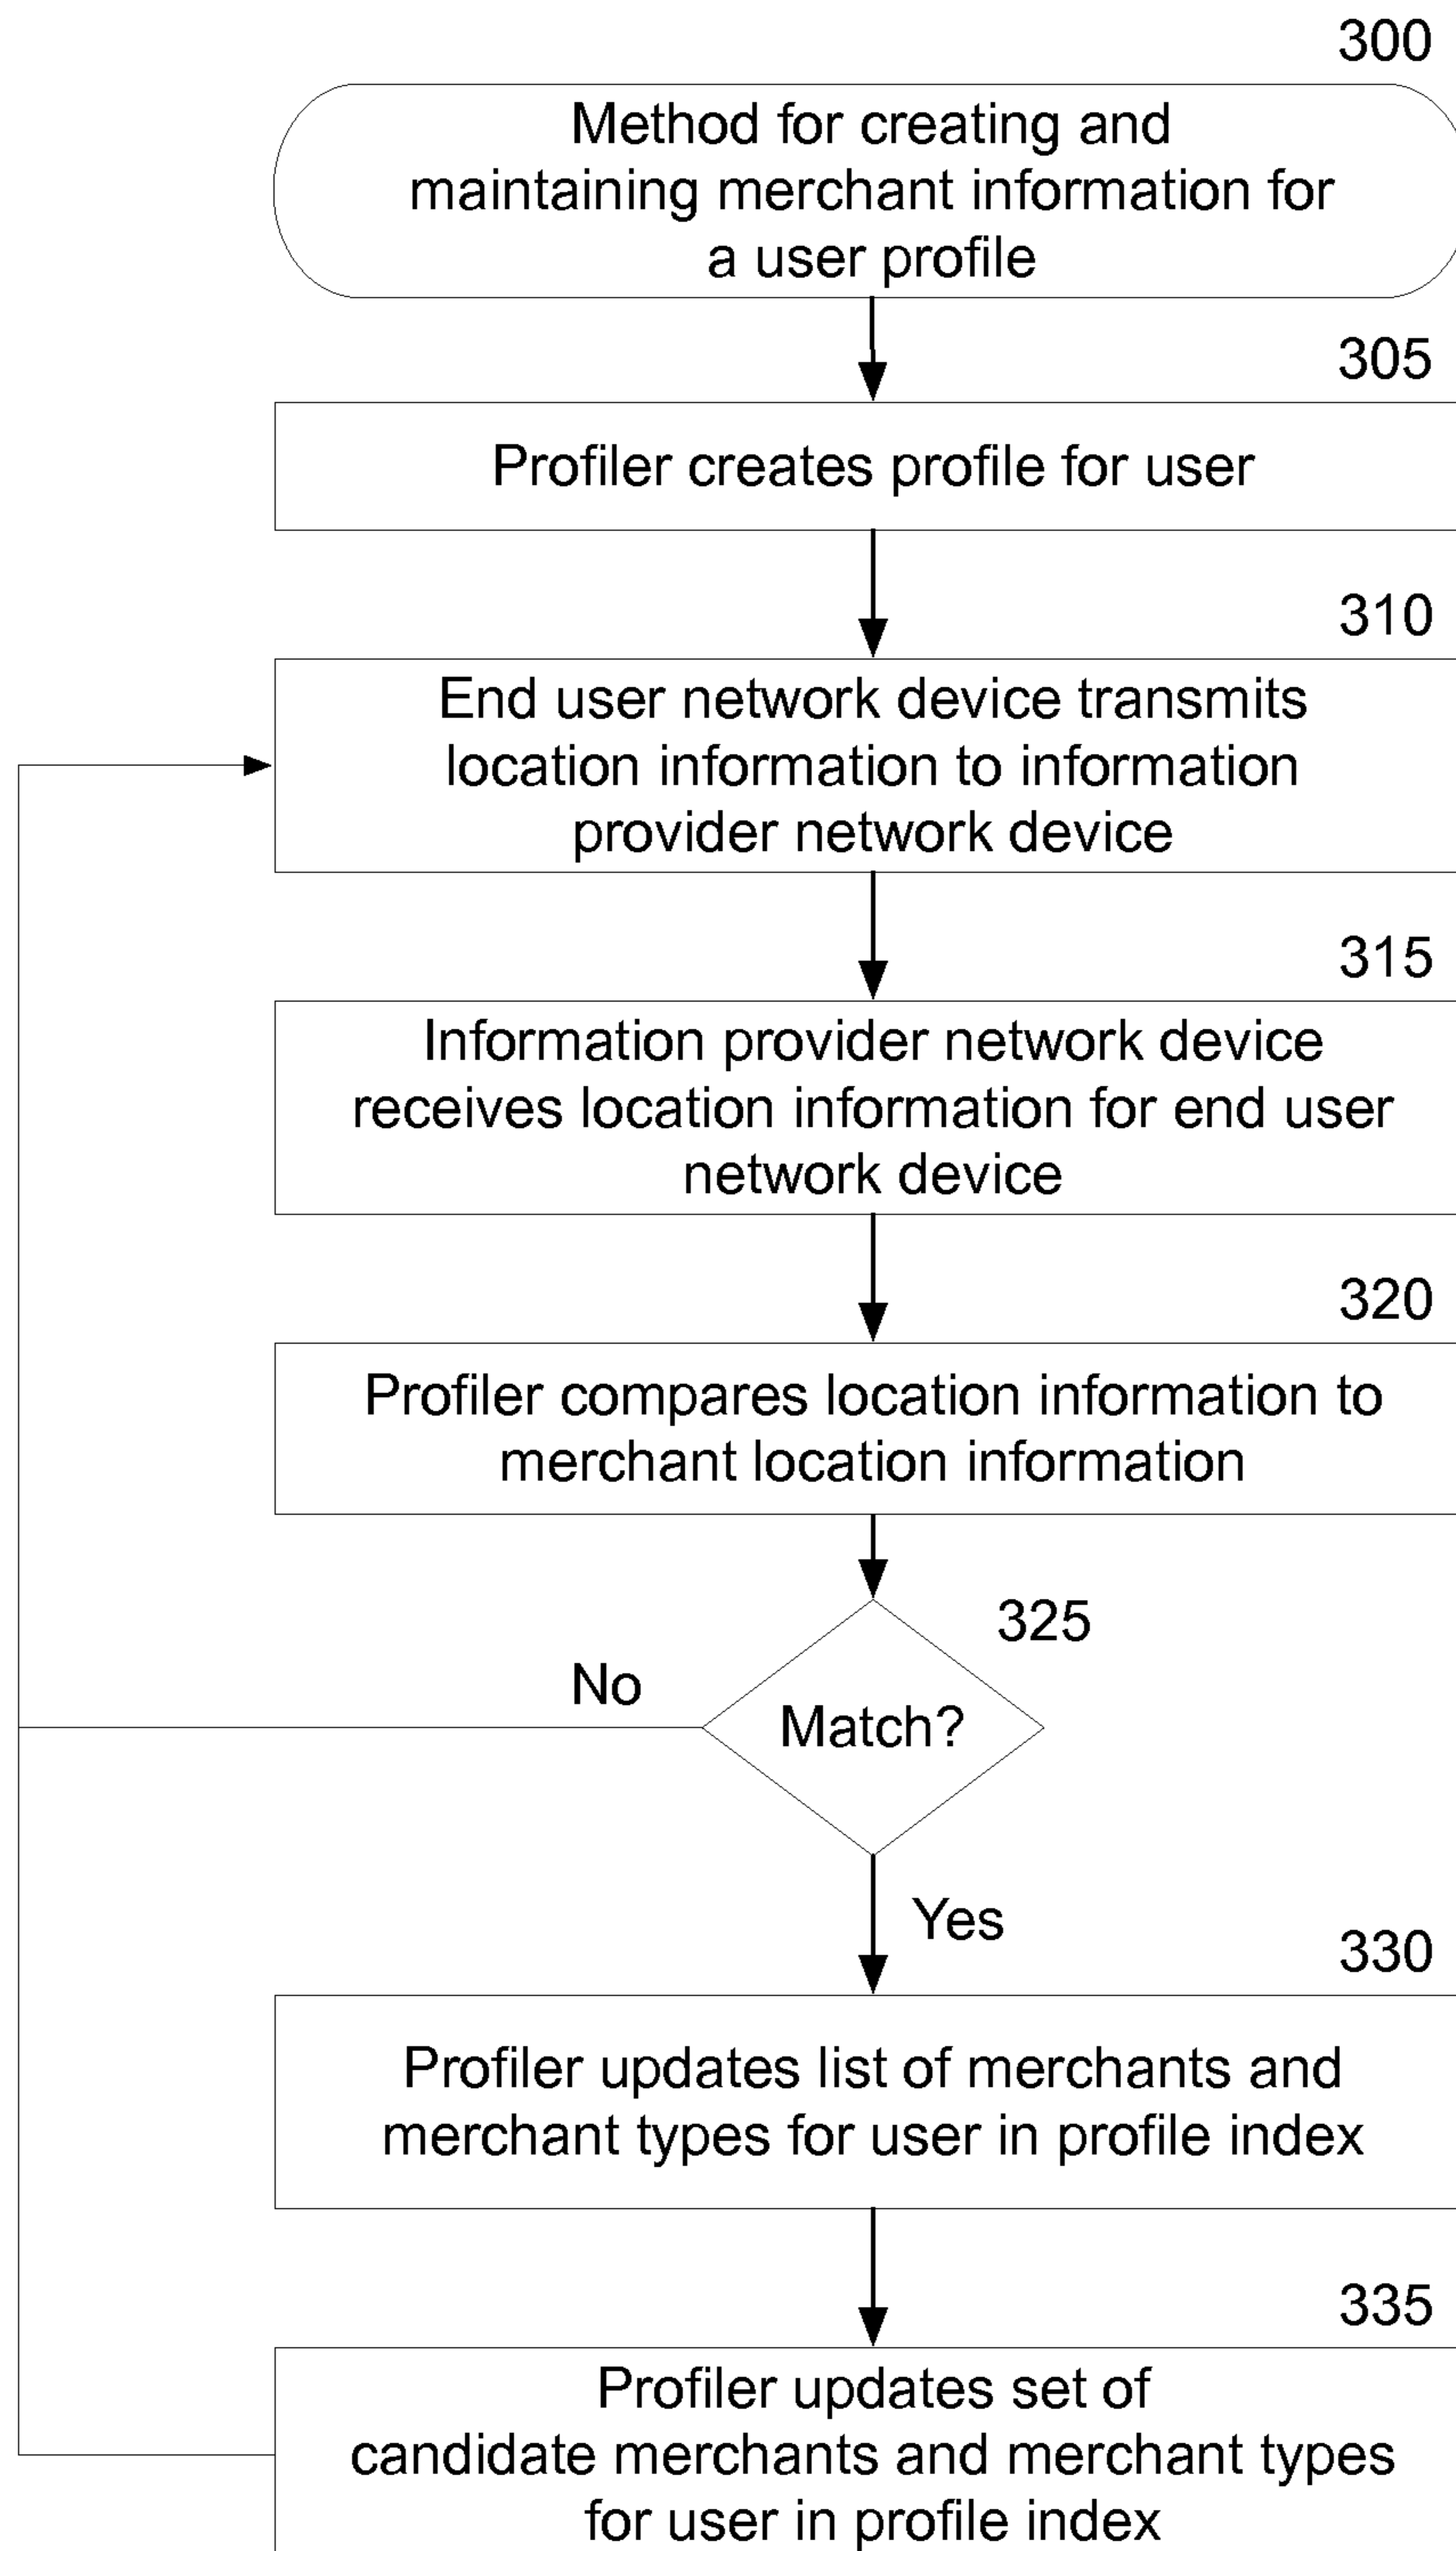 300
Method for creating and
maintaining merchant information for
a user profile
305
Profiler creates profile for user
310
End user network device transmits
location information to information
provider network device
315
Information provider network device
receives location information for end user
network device
320
Profiler compares location information to
merchant location information
325
No
Match?
Yes
330
Profiler updates list of merchants and
merchant types for user in profile index
335
Profiler updates set of
candidate merchants and merchant types
for user in profile index